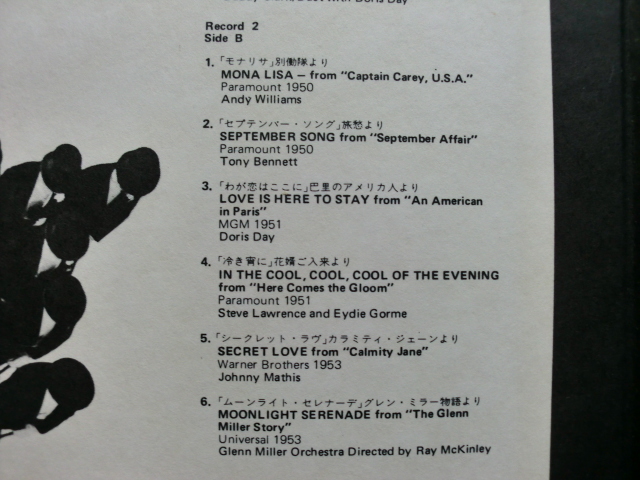 with Doris Day
Record 2
Side B
1. 「モナリサ」別働隊より
MONA LISA – from "Captain Carey, U.S.A."
Paramount 1950
Andy Williams
2. 「セプテンバー・ソング」旅愁より
SEPTEMBER SONG from "September Affair"
Paramount 1950
Tony Bennett
3. 「わが恋はここに」巴里のアメリカ人より
LOVE IS HERE TO STAY from "An American
in Paris"
MGM 1951
Doris Day
4. 「冷き宵に」花婿ご入来より
IN THE COOL, COOL, COOL OF THE EVENING
from "Here Comes the Gloom"
Paramount 1951
Steve Lawrence and Eydie Gorme
5. 「シークレット・ラヴ」カラミティ・ジェーンより
SECRET LOVE from "Calmity Jane"
Warner Brothers 1953
Johnny Mathis
6. 「ムーンライト・セレナーデ」グレン・ミラー物語より
MOONLIGHT SERENADE from "The Glenn
Miller Story"
Universal 1953
Glenn Miller Orchestra Directed by Ray McKinley